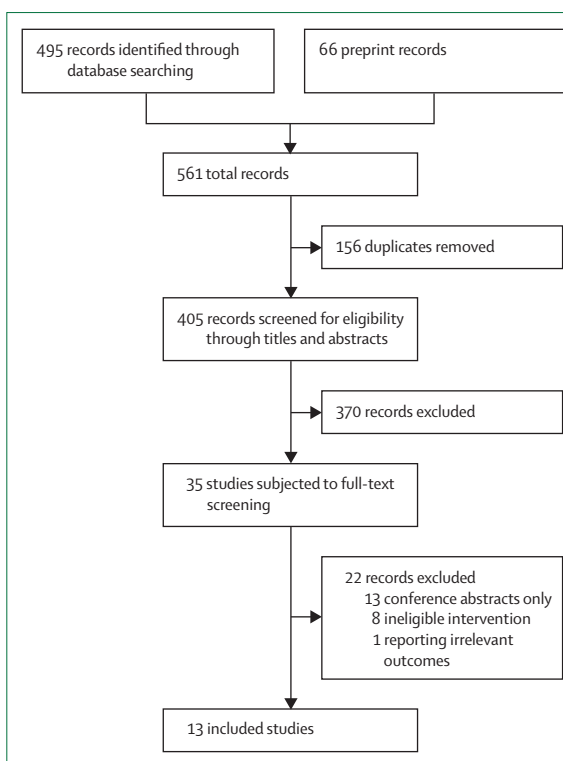 495 records identified through
database searching
66 preprint records
561 total records
156 duplicates removed
405 records screened for eligibility
through titles and abstracts
370 records excluded
35 studies subjected to full-text
screening
22 records excluded
13 conference abstracts only
8 ineligible intervention
1 reporting irrelevant
outcomes
13 included studies